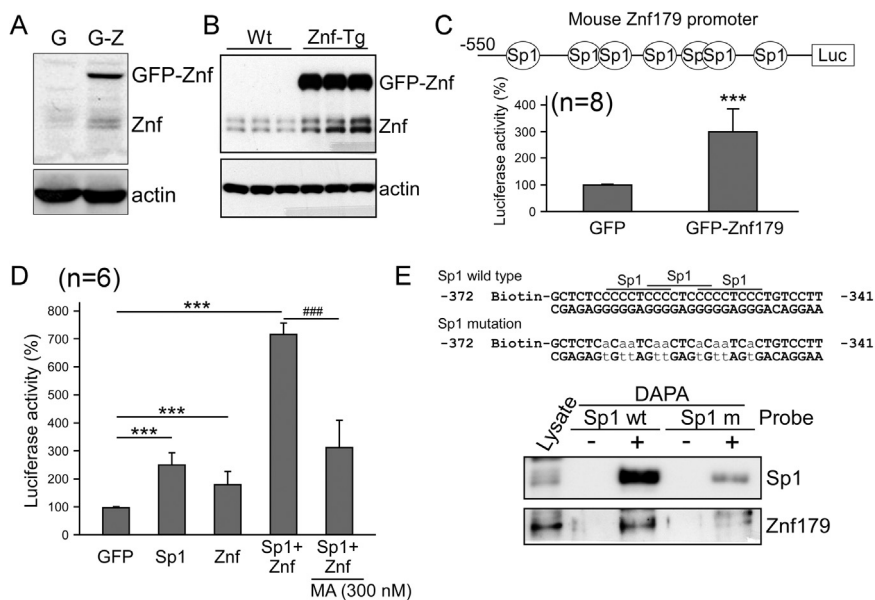 A
G G-Z
GFP-Znf
Znf
actin
B
Wt Znf-Tg
GFP-Znf
Znf
actin
C
Mouse Znf179 promoter
-550
Sp1 Sp1 Sp1 Sp1 Sp Sp1 Sp1 Luc
Luciferase activity (%)
(n=8)
***
400
300
200
100
0
GFP GFP-Znf179
D
(n=6)
Luciferase activity (%)
800
700
600
500
400
300
200
100
0
*** ###
***
***
GFP Sp1 Znf Sp1+ Sp1+
Znf Znf
MA (300 nM)
E
Sp1 wild type
Sp1 Sp1 Sp1
-372 Biotin-GCTCTCCCCCTCCCCCTCCCCCTCCCTGTCCTT -341
CGAGAGGGGGAGGGGGAGGGGGAGGGACAGGAA
Sp1 mutation
-372 Biotin-GCTCTCaCaaTCaaCTCaCaaTCaCTGTCCTT -341
CGAGAGtGttAGttGAGtGttAGtGACAGGAA
DAPA
Lysate Sp1 wt Sp1 m Probe
- + - +
Sp1
Znf179